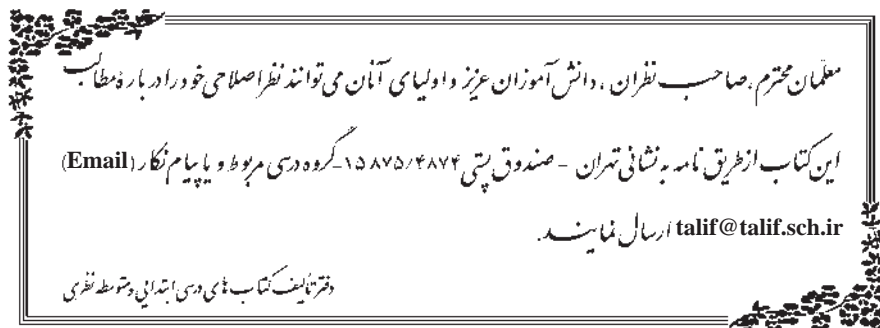 معلّمان محترم، صاحب نظران، دانش آموزان عزیز و اولیای آنان می توانند نظر اصلاحی خود را دربارهٔ مطالب
این کتاب از طریق نامه به نشانی تهران - صندوق پستی ۱۵۸۷۵/۴۸۷۴ - گروه درسی مربوط و یا پیام نگار (Email)
talif@talif.sch.ir ارسال نمایند.
دفتر تألیف کتاب های درسی ابتدایی و متوسطه نظری